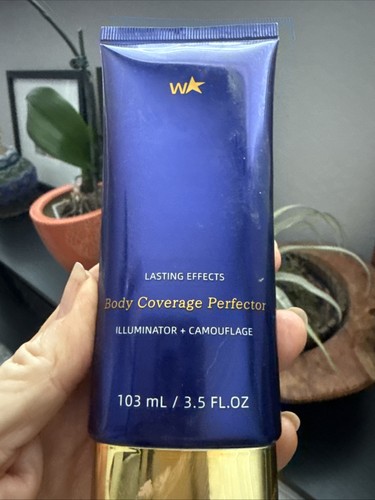 W
LASTING EFFECTS
Body Coverage Perfector
ILLUMINATOR + CAMOUFLAGE
103 mL / 3.5 FL.OZ